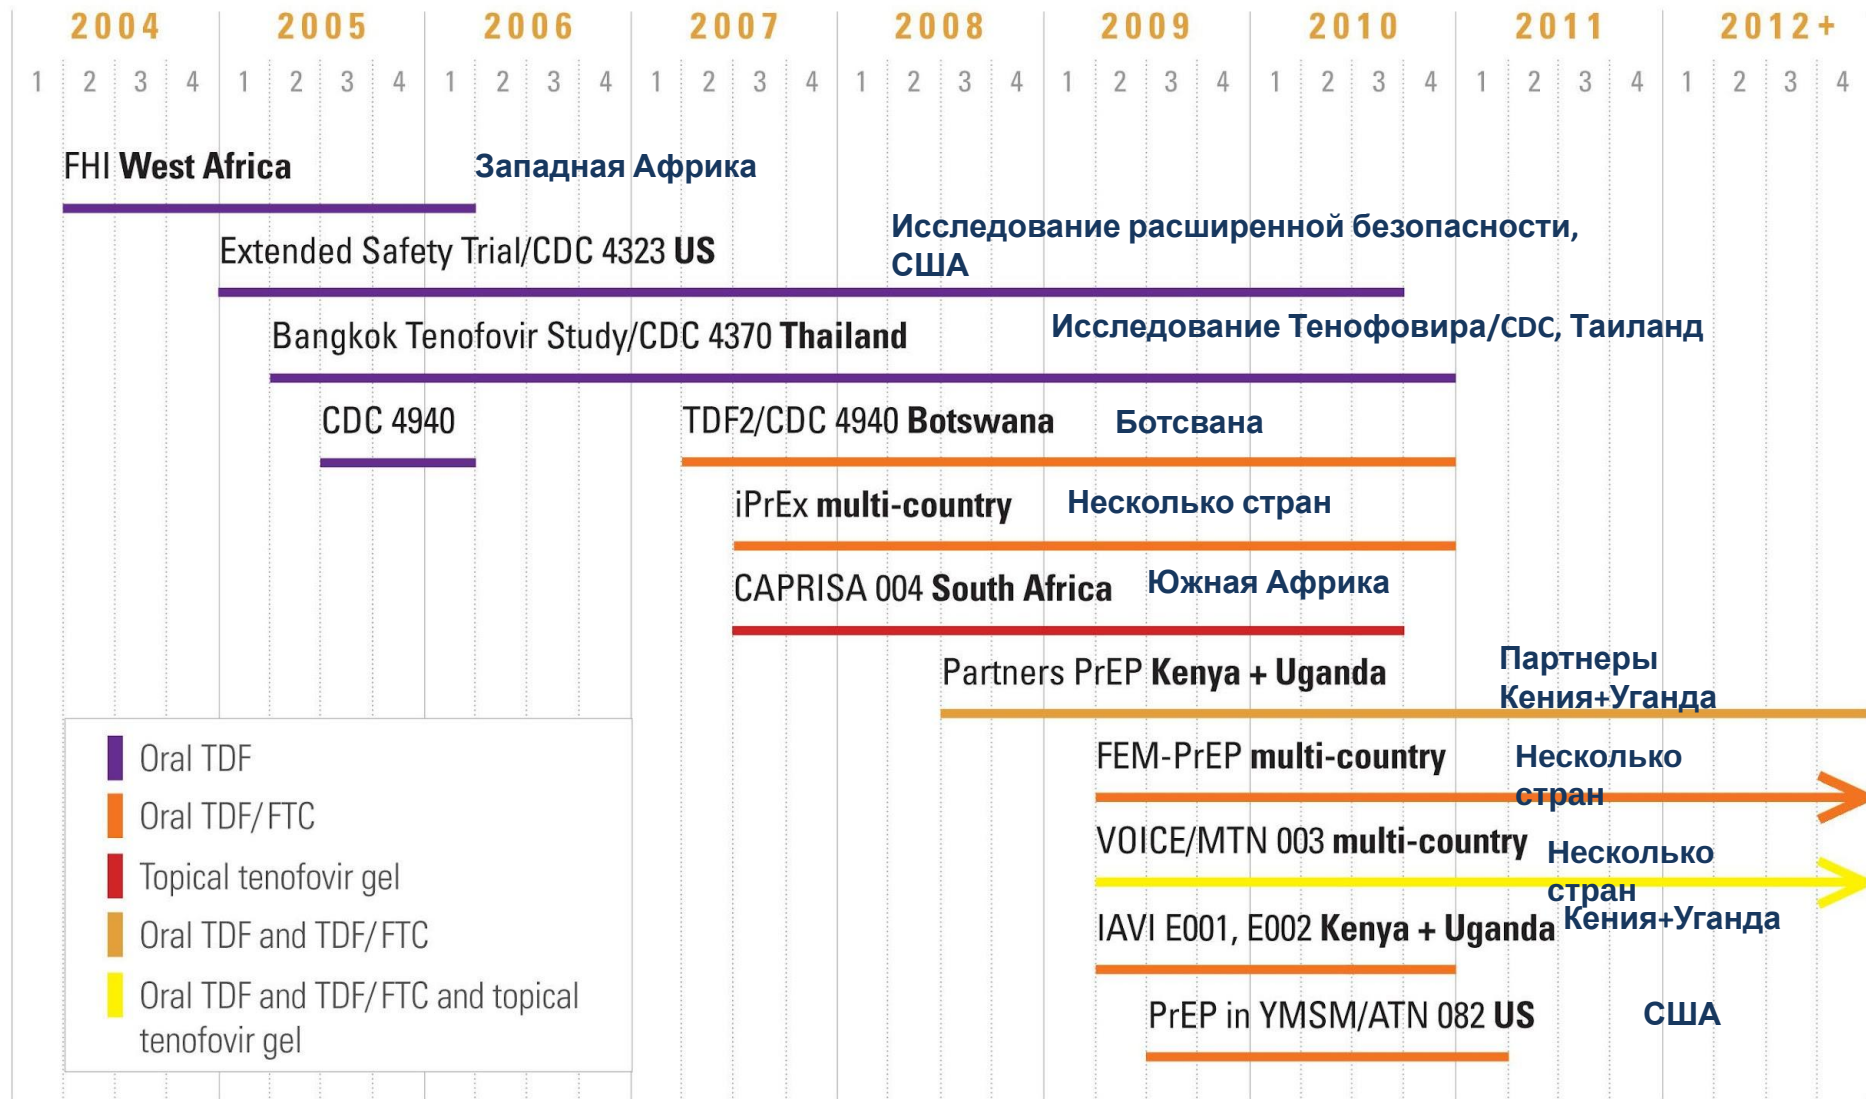 2004 2005 2006 2007 2008 2009 2010 2011 2012+
1 2 3 4 1 2 3 4 1 2 3 4 1 2 3 4 1 2 3 4 1 2 3 4 1 2 3 4 1 2 3 4 1 2 3 4
FHI West Africa
Западная Африка
Extended Safety Trial/CDC 4323 US
Исследование расширенной безопасности,
США
Bangkok Tenofovir Study/CDC 4370 Thailand
Исследование Тенофовира/CDC, Таиланд
CDC 4940
TDF2/CDC 4940 Botswana
Ботсвана
iPrEx multi-country
Несколько стран
CAPRISA 004 South Africa
Южная Африка
Partners PrEP Kenya + Uganda
Партнеры
Кения+Уганда
FEM-PrEP multi-country
Несколько
стран
VOICE/MTN 003 multi-country
Несколько
стран
IAVI E001, E002 Kenya + Uganda
Кения+Уганда
PrEP in YMSM/ATN 082 US
США
Oral TDF
Oral TDF/FTC
Topical tenofovir gel
Oral TDF and TDF/FTC
Oral TDF and TDF/FTC and topical
tenofovir gel